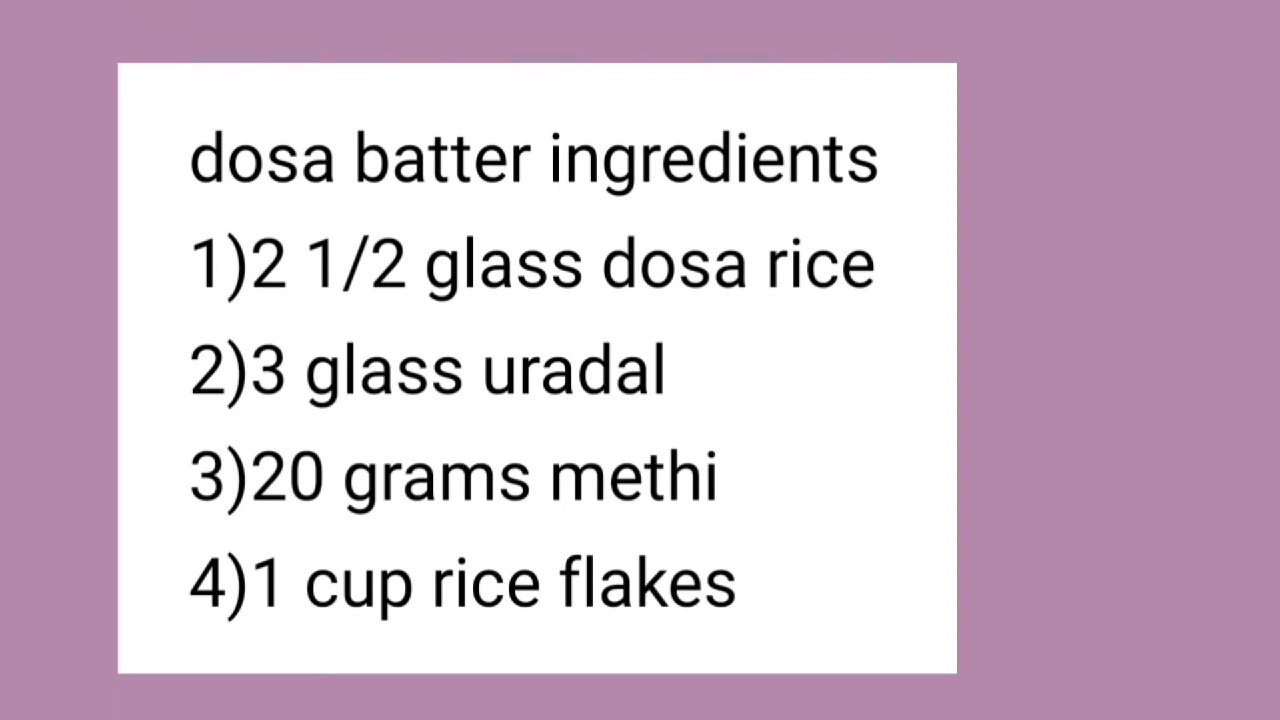 dosa batter ingredients
1)2 1/2 glass dosa rice
2)3 glass uradal
3)20 grams methi
4)1 cup rice flakes